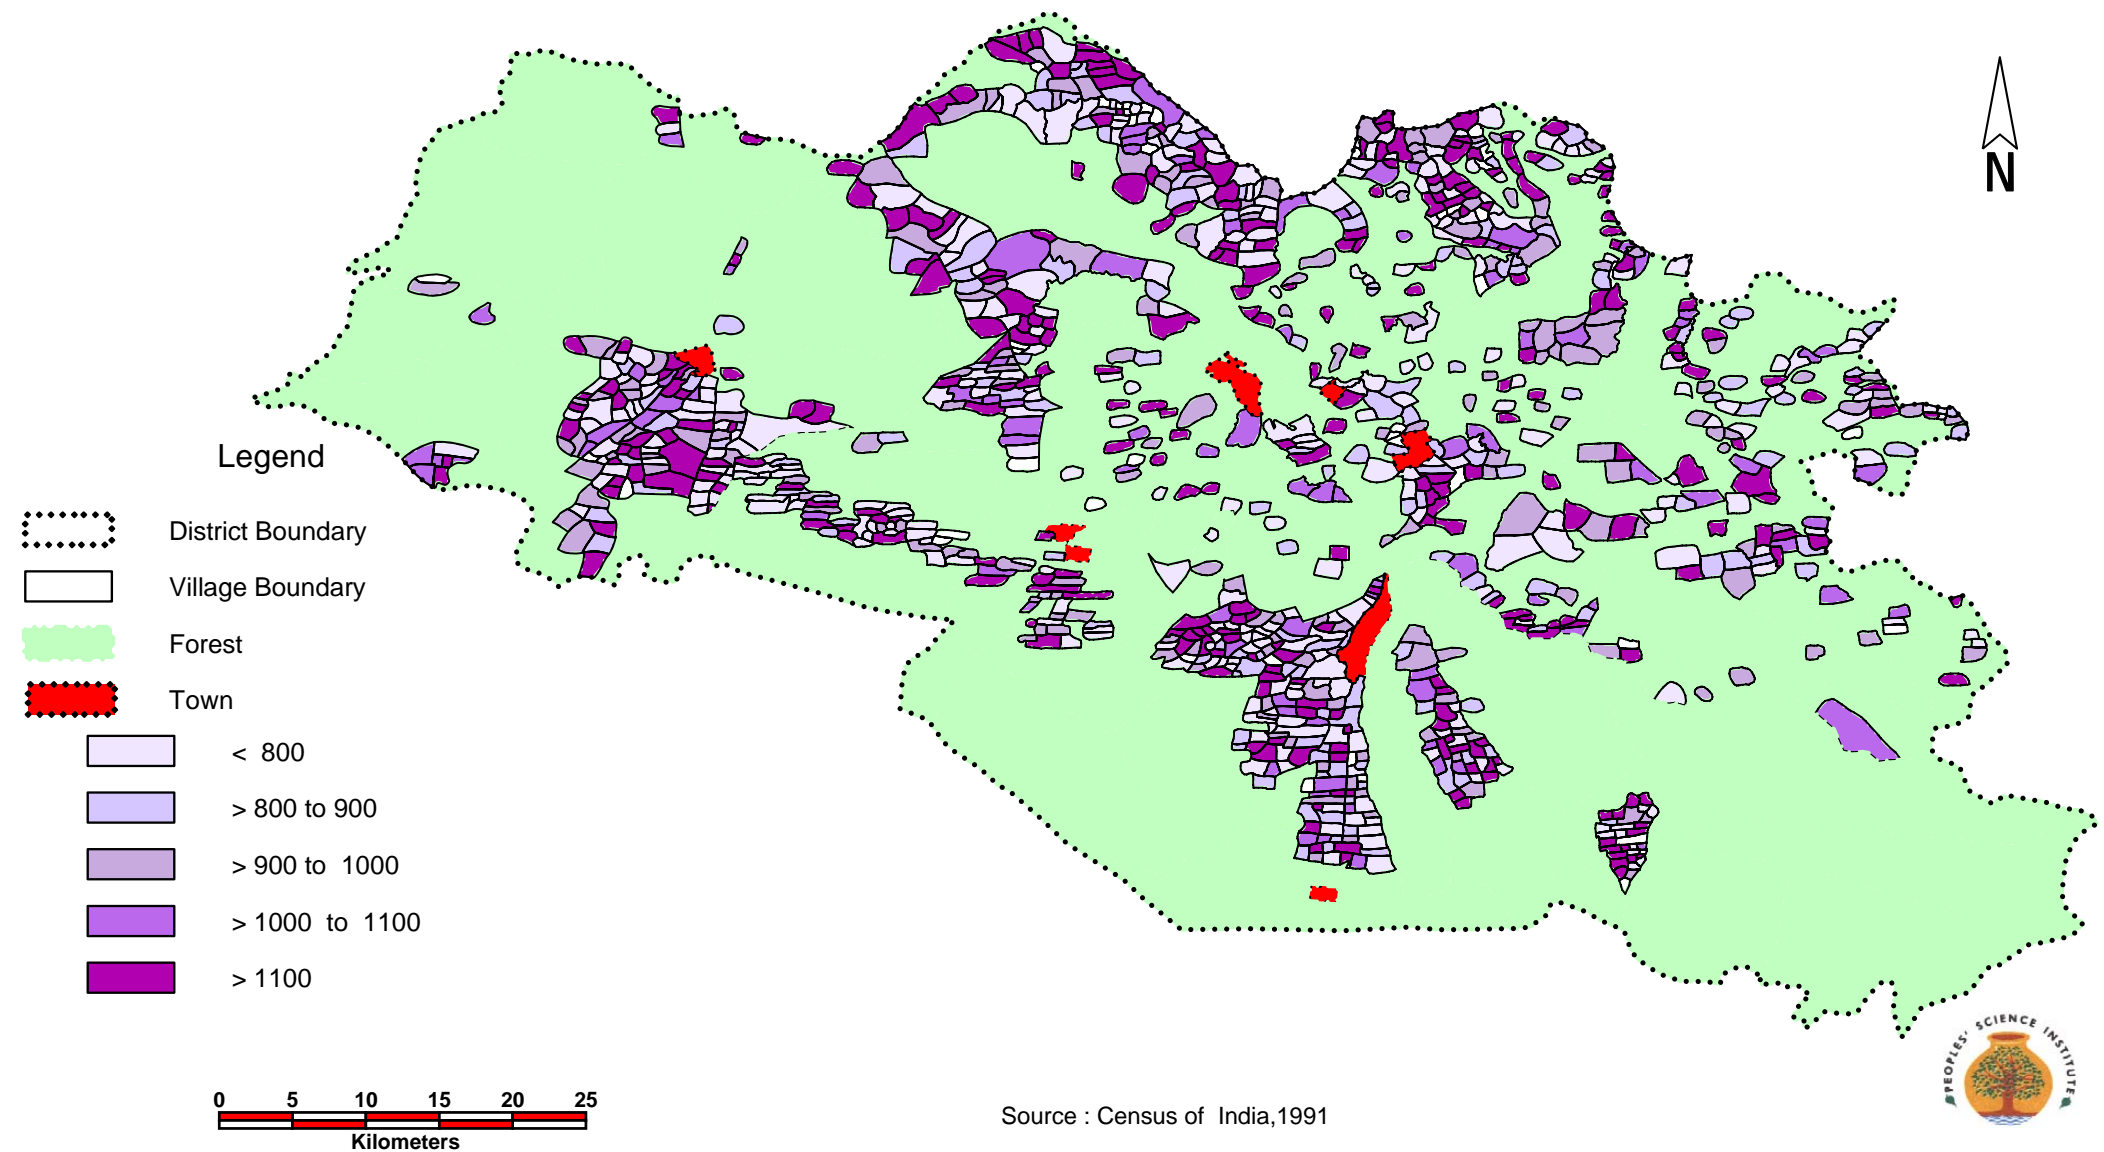 N
Legend
District Boundary
Village Boundary
Forest
Town
< 800
> 800 to 900
> 900 to 1000
> 1000 to 1100
> 1100
0 5 10 15 20 25
Kilometers
Source : Census of India,1991
PEOPLES' SCIENCE INSTITUTE